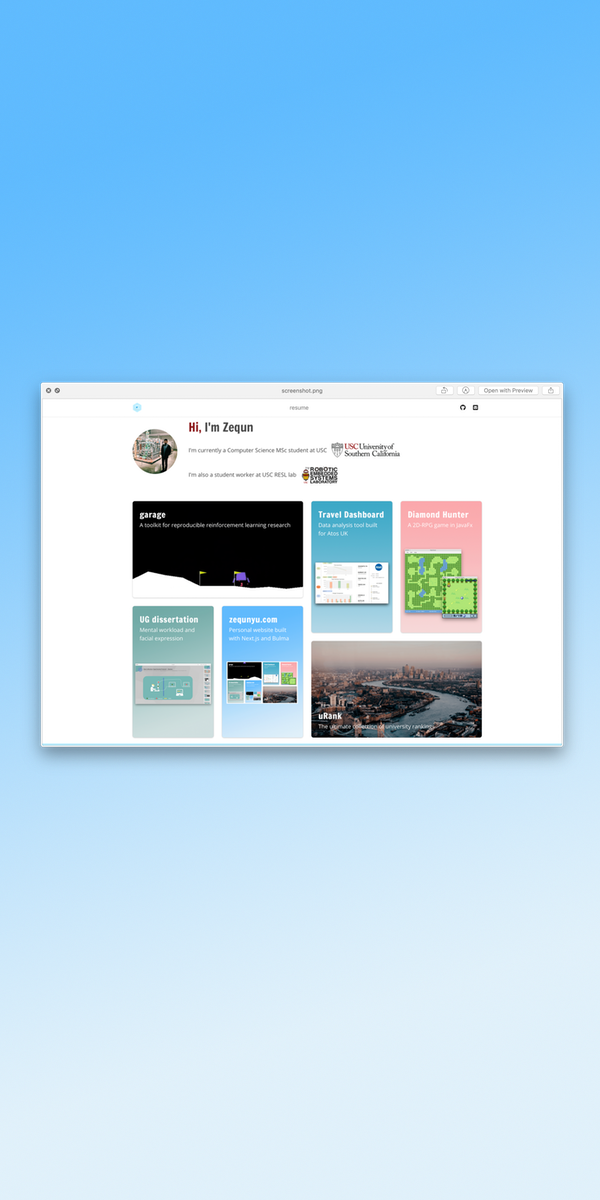 screenshot.png
Open with Preview
resume
Hi, I'm Zequn
I'm currently a Computer Science MSc student at USC
USC University of
Southern California
I'm also a student worker at USC RESL lab
ROBOTIC
EMBEDDED
SYSTEMS
LABORATORY
garage
A toolkit for reproducible reinforcement learning research
Travel Dashboard
Data analysis tool built
for Atos UK
Diamond Hunter
A 2D RPG game in JavaFx
UG dissertation
Mental workload and
facial expression
zequnyu.com
Personal website built
with Next.js and Bulma
uRank
The ultimate collection of university rankings